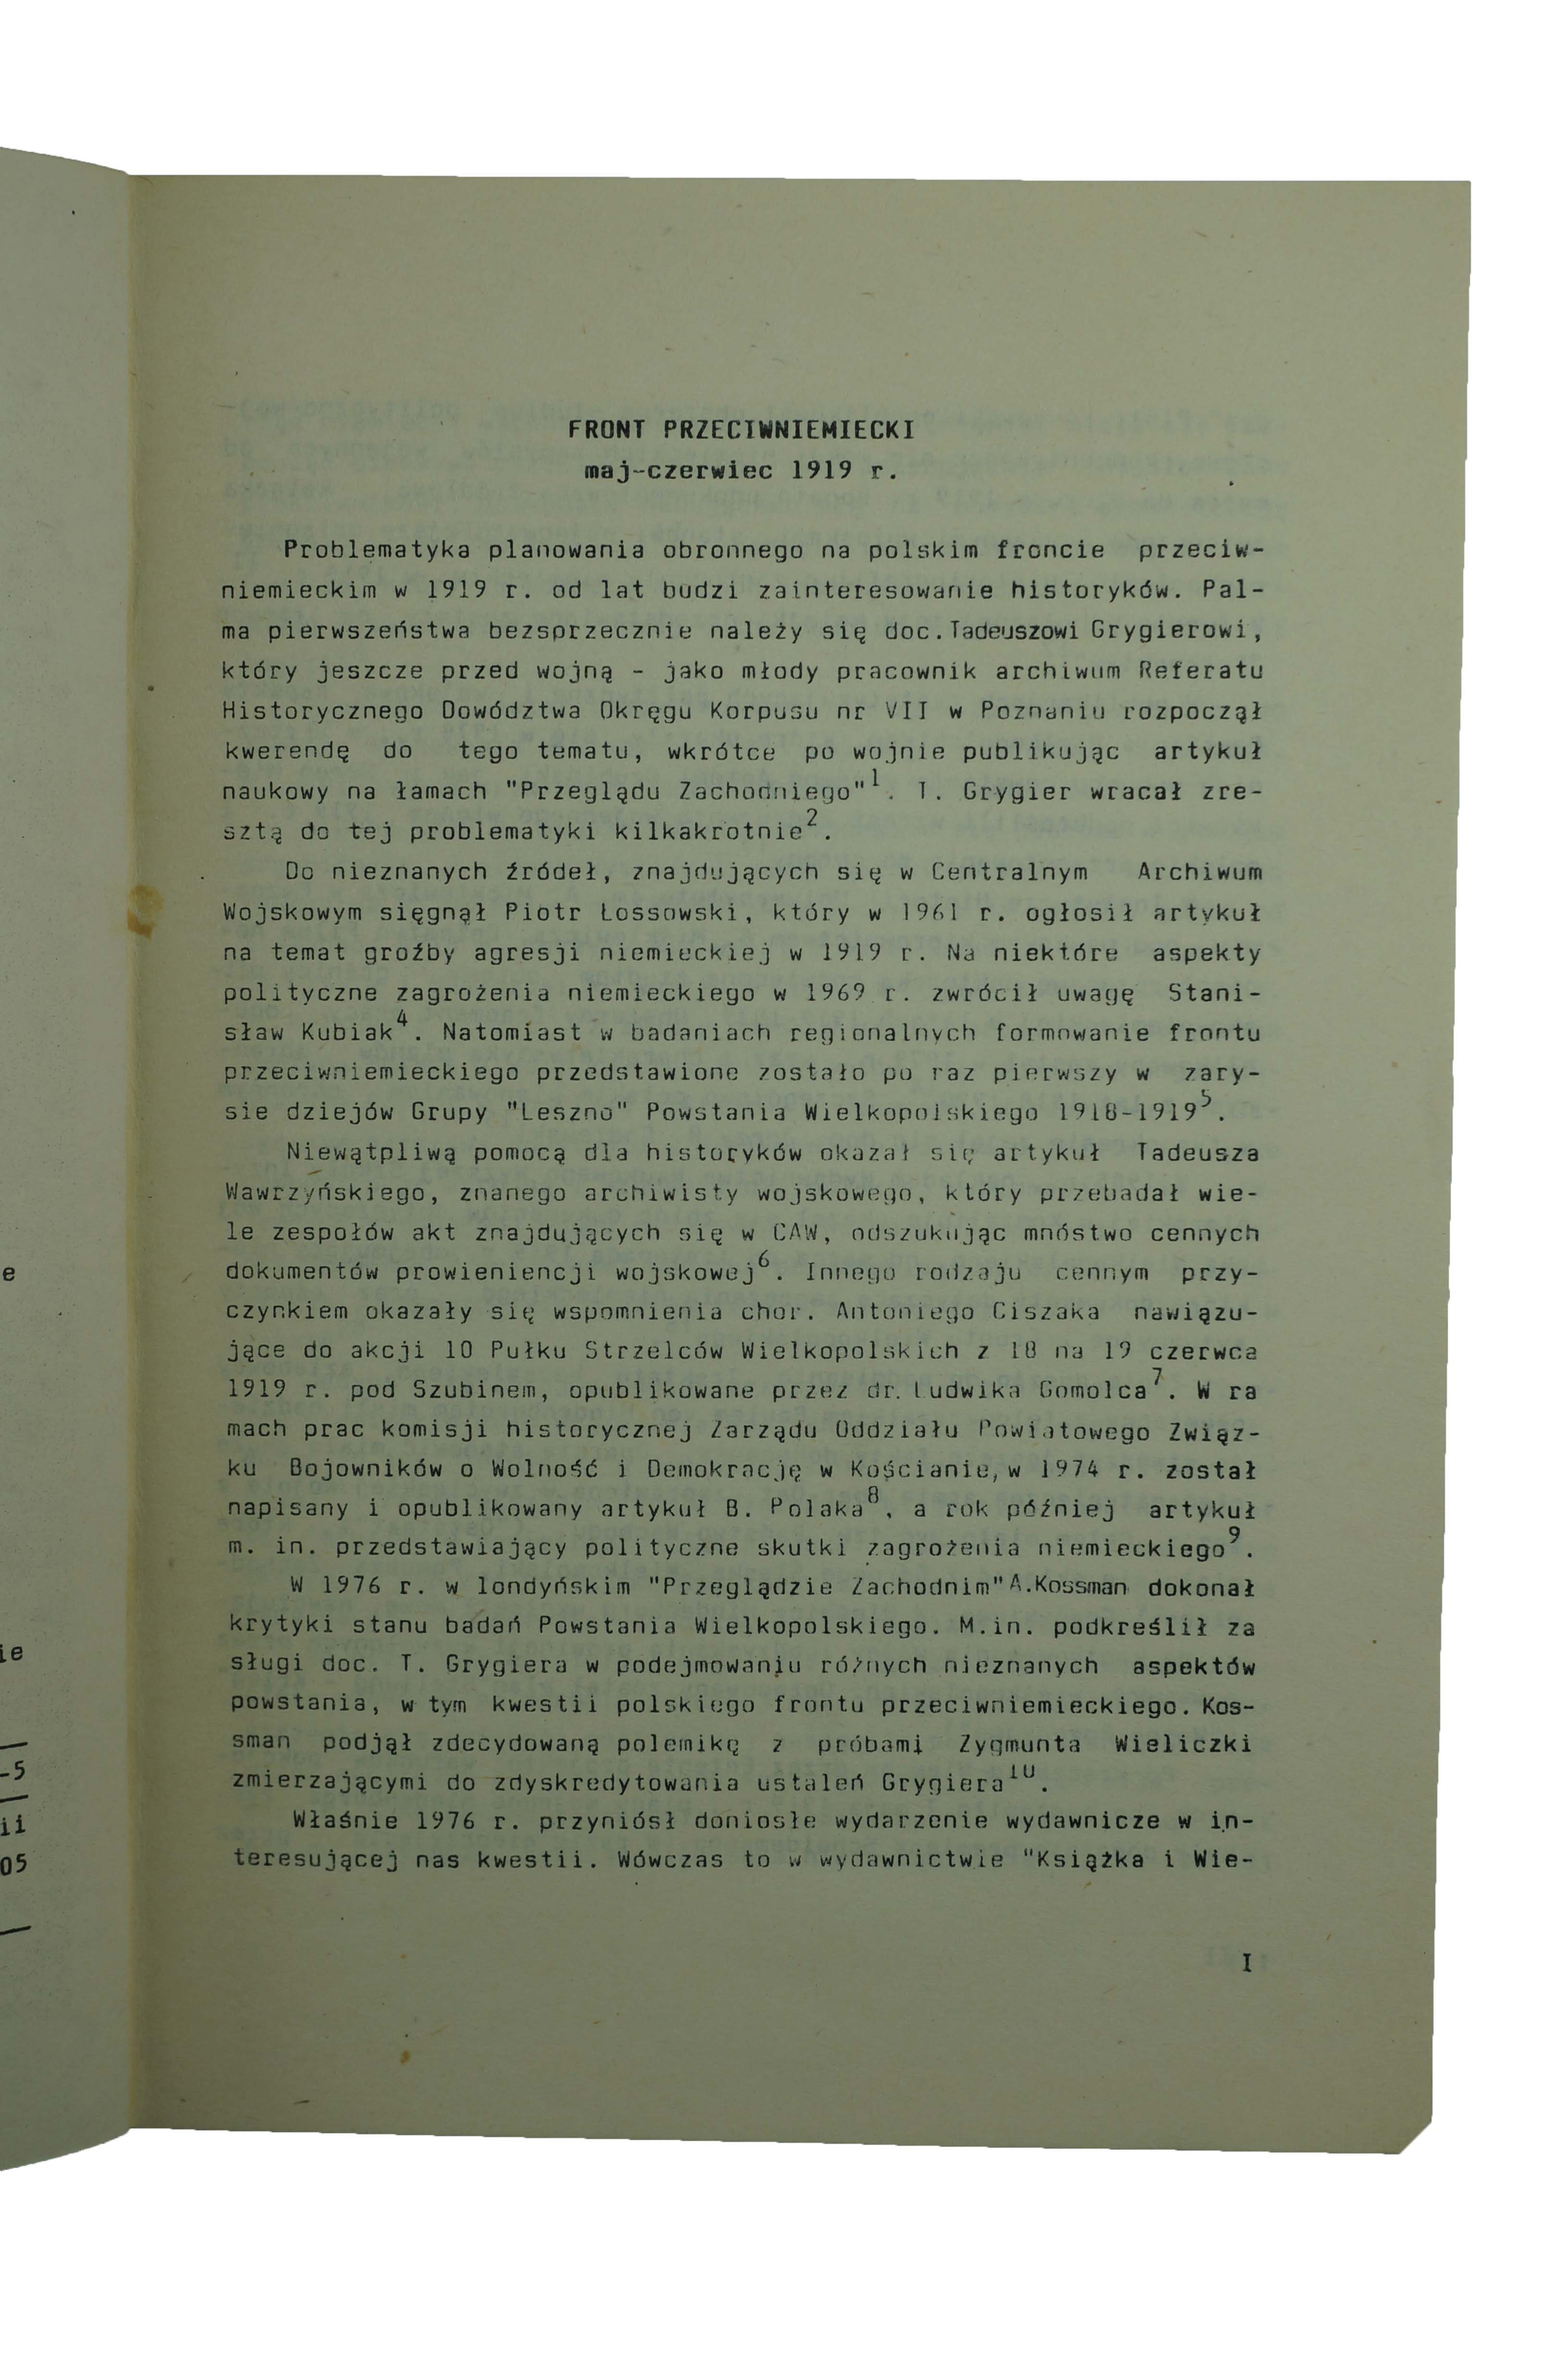 FRONT PRZECIWNIEMIECKI
maj-czerwiec 1919 r.
Problematyka planowania obronnego na polskim froncie przeciw-
niemieckim w 1919 r. od lat budzi zainteresowanie historyków. Pal-
ma pierwszeństwa bezsprzecznie należy się doc.Tadeuszowi Grygierowi,
który jeszcze przed wojną - jako młody pracownik archiwum Referatu
Historycznego Dowództwa Okręgu Korpusu nr VII w Poznaniu rozpoczął
kwerendę do tego tematu, wkrótce po wojnie publikując artykuł
naukowy na łamach "Przeglądu Zachodniego"¹. T. Grygier wracał zre-
sztą do tej problematyki kilkakrotnie².
Do nieznanych źródeł, znajdujących się w Centralnym Archiwum
Wojskowym sięgnął Piotr Łossowski, który w 1961 r. ogłosił artykuł
na temat groźby agresji niemieckiej w 1919 r. Na niektóre aspekty
polityczne zagrożenia niemieckiego w 1969 r. zwrócił uwagę Stani-
sław Kubiak⁴. Natomiast w badaniach regionalnych formowanie frontu
przeciwniemieckiego przedstawione zostało po raz pierwszy w zary-
sie dziejów Grupy "Leszno" Powstania Wielkopolskiego 1918-1919⁵.
Niewątpliwą pomocą dla historyków okazał się artykuł Tadeusza
Wawrzyńskiego, znanego archiwisty wojskowego, który przebadał wie-
le zespołów akt znajdujących się w CAW, odszukując mnóstwo cennych
dokumentów prowieniencji wojskowej⁶. Innego rodzaju cennym przy-
czynkiem okazały się wspomnienia chor. Antoniego Ciszaka nawiązu-
jące do akcji 10 Pułku Strzelców Wielkopolskich z 18 na 19 czerwca
1919 r. pod Szubinem, opublikowane przez dr. Ludwika Gomolca⁷. W ra
mach prac komisji historycznej Zarządu Oddziału Powiatowego Związ-
ku Bojowników o Wolność i Demokrację w Kościanie, w 1974 r. został
napisany i opublikowany artykuł B. Polaka⁸, a rok później artykuł
m. in. przedstawiający polityczne skutki zagrożenia niemieckiego⁹.
W 1976 r. w londyńskim "Przeglądzie Zachodnim" A.Kossman dokonał
krytyki stanu badań Powstania Wielkopolskiego. M.in. podkreślił za
sługi doc. T. Grygiera w podejmowaniu różnych nieznanych aspektów
powstania, w tym kwestii polskiego frontu przeciwniemieckiego. Kos-
sman podjął zdecydowaną polemikę z próbami Zygmunta Wieliczki
zmierzającymi do zdyskredytowania ustaleń Grygiera¹⁰.
Właśnie 1976 r. przyniósł doniosłe wydarzenie wydawnicze w in-
teresującej nas kwestii. Wówczas to w wydawnictwie "Książka i Wie-
I
e
ie
-5
ii
05